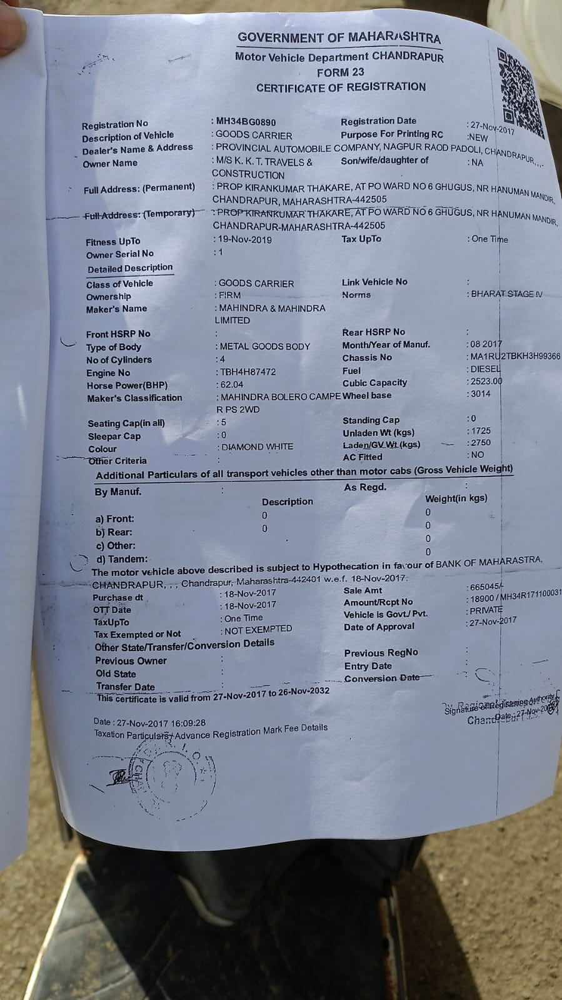 GOVERNMENT OF MAHARASHTRA
Motor Vehicle Department CHANDRAPUR
FORM 23
CERTIFICATE OF REGISTRATION
Registration No : MH34BG0890 Registration Date : 27-Nov-2017
Description of Vehicle : GOODS CARRIER Purpose For Printing RC :NEW
Dealer's Name & Address : PROVINCIAL AUTOMOBILE COMPANY, NAGPUR RAOD PADOLI, CHANDRAPUR,,,-
Owner Name : M/S K. K. T. TRAVELS & Son/wife/daughter of : NA
CONSTRUCTION
Full Address: (Permanent) : PROP KIRANKUMAR THAKARE, AT PO WARD NO 6 GHUGUS, NR HANUMAN MANDIR,
CHANDRAPUR, MAHARASHTRA-442505
Full Address: (Temporary) : PROP KIRANKUMAR THAKARE, AT PO WARD NO 6 GHUGUS, NR HANUMAN MANDIR,
CHANDRAPUR-MAHARASHTRA-442505
Fitness UpTo : 19-Nov-2019 Tax UpTo : One Time
Owner Serial No : 1
Detailed Description
Class of Vehicle : GOODS CARRIER Link Vehicle No :
Ownership : FIRM Norms : BHARAT STAGE IV
Maker's Name : MAHINDRA & MAHINDRA
LIMITED
Front HSRP No : Rear HSRP No :
Type of Body : METAL GOODS BODY Month/Year of Manuf. : 08 2017
No of Cylinders : 4 Chassis No : MA1RU2TBKH3H99366
Engine No : TBH4H87472 Fuel : DIESEL
Horse Power(BHP) : 62.04 Cubic Capacity : 2523.00
Maker's Classification : MAHINDRA BOLERO CAMPE Wheel base : 3014
R PS 2WD
Seating Cap(in all) : 5 Standing Cap : 0
Sleepar Cap : 0 Unladen Wt (kgs) : 1725
Colour : DIAMOND WHITE Laden/GV Wt (kgs) : 2750
Other Criteria : AC Fitted : NO
Additional Particulars of all transport vehicles other than motor cabs (Gross Vehicle Weight)
By Manuf. : As Regd. :
Description Weight(in kgs)
a) Front: 0 0
b) Rear: 0 0
c) Other: 0
d) Tandem: 0
The motor vehicle above described is subject to Hypothecation in favour of BANK OF MAHARASTRA,
CHANDRAPUR, , , Chandrapur, Maharashtra-442401 w.e.f. 18-Nov-2017.
Purchase dt : 18-Nov-2017 Sale Amt : 665045/-
OTT Date : 18-Nov-2017 Amount/Rcpt No : 18900 / MH34R171100031
TaxUpTo : One Time Vehicle is Govt./ Pvt. : PRIVATE
Tax Exempted or Not : NOT EXEMPTED Date of Approval : 27-Nov-2017
Other State/Transfer/Conversion Details
Previous Owner : Previous RegNo :
Old State : Entry Date :
Transfer Date : Conversion Date :
This certificate is valid from 27-Nov-2017 to 26-Nov-2032
Signature of Registering Authority
Date : 27-Nov-2017 16:09:28 Date : 27-Nov-
Taxation Particulars / Advance Registration Mark Fee Details